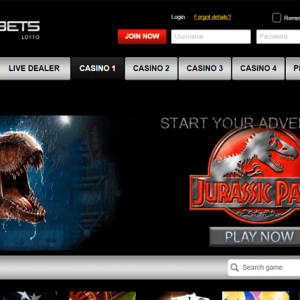 Login Forgot details? Reme
BETS
LOTTO
JOIN NOW Username Password
LIVE DEALER CASINO 1 CASINO 2 CASINO 3 CASINO 4 P
START YOUR ADVE
JURASSIC PA
PLAY NOW
Search game